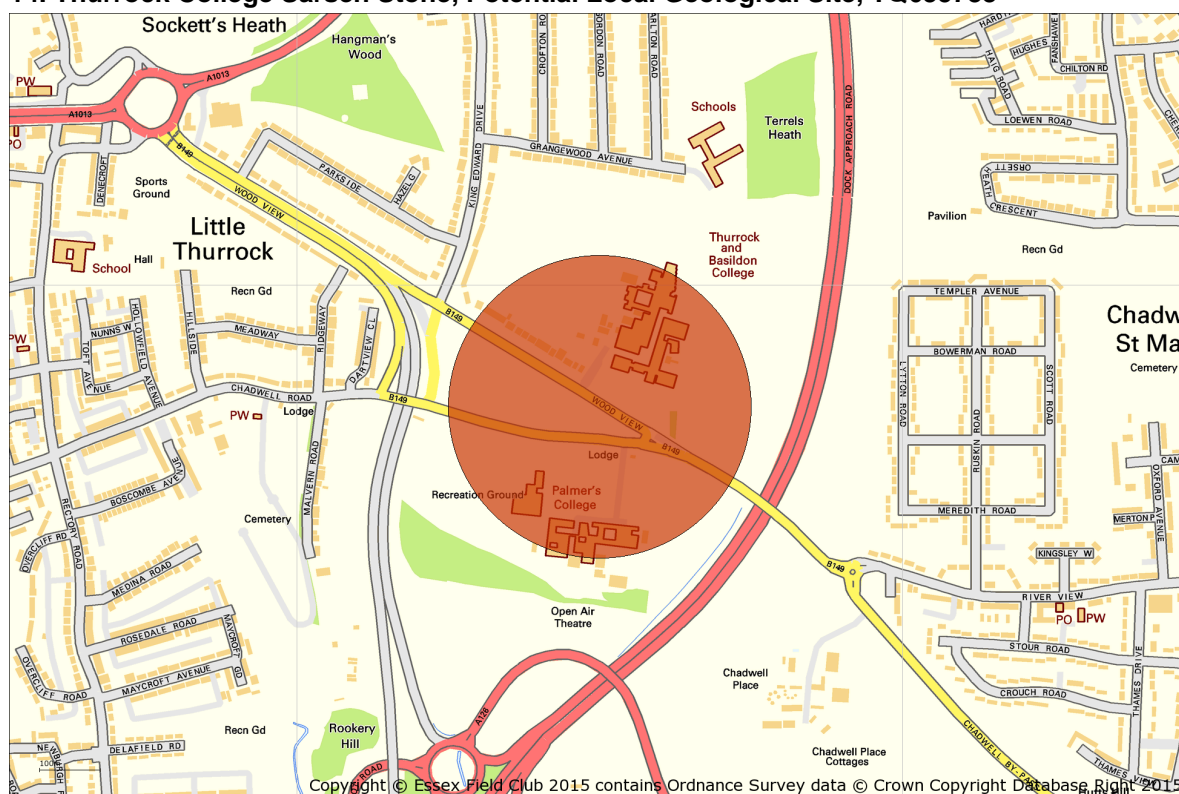 Sockett's Heath
Hangman's
Wood
A1013
PW
A1013
B149
DENECROFT
Sports
Ground
WOOD VIEW
PARKSIDE
HAZEL G
KING EDWARD DRIVE
CROFTON RO
GORDON ROAD
CARLTON ROAD
GRANGEWOOD AVENUE
Schools
Terrels
Heath
DOCK APPROACH ROAD
HAIG ROAD
HUGHES
FANSHAWE
CHILTON RD
LOEWEN ROAD
ORSETT
HEATH
CRESCENT
Pavilion
Recn Gd
Little
Thurrock
School
Hall
Recn Gd
Thurrock
and
Basildon
College
TEMPLER AVENUE
BOWERMAN ROAD
LYTTON ROAD
RUSKIN ROAD
SCOTT ROAD
MEREDITH ROAD
Chadw
St Ma
Cemetery
PW
NUNNS W
TOFT AVENUE
HOLLOWFIELD AVENUE
HILLSIDE
MEADWAY
RIDGEWAY
DARTVIEW CL
CHADWELL ROAD
B149
B149
PW
Lodge
WOOD VIEW
B149
Lodge
Recreation Ground
Palmer's
College
MALVERN ROAD
BOSCOMBE AVENUE
Cemetery
RECTORY ROAD
OVERCLIFF RD
MEDINA ROAD
ROSEDALE ROAD
MAYCROFT GD
MAYCROFT AVENUE
OVERCLIFF ROAD
Recn Gd
DELAFIELD RD
Open Air
Theatre
Rookery
Hill
A126
ROAD
B149
OXFORD AVENUE
MERTON P
KINGSLEY W
RIVER VIEW
PO
PW
STOUR ROAD
CROUCH ROAD
THAMES DRIVE
THAMES VIEW
Chadwell
Place
Chadwell Place
Cottages
CHADWELL BY-PASS
Copyright © Essex Field Club 2015 contains Ordnance Survey data © Crown Copyright Database Right 2015